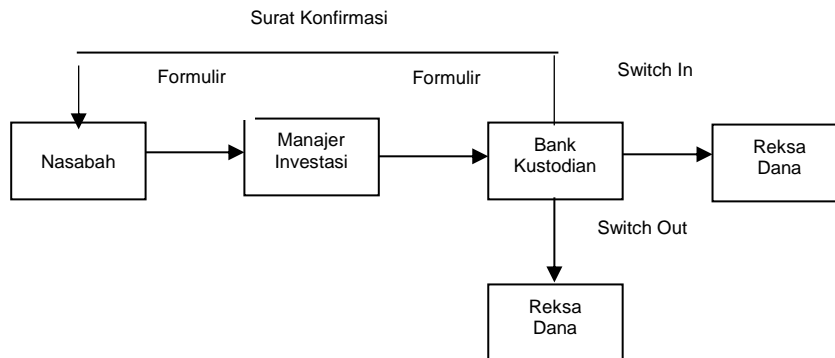 Surat Konfirmasi
Formulir
Formulir
Switch In
Nasabah
Manajer
Investasi
Bank
Kustodian
Reksa
Dana
Switch Out
Reksa
Dana